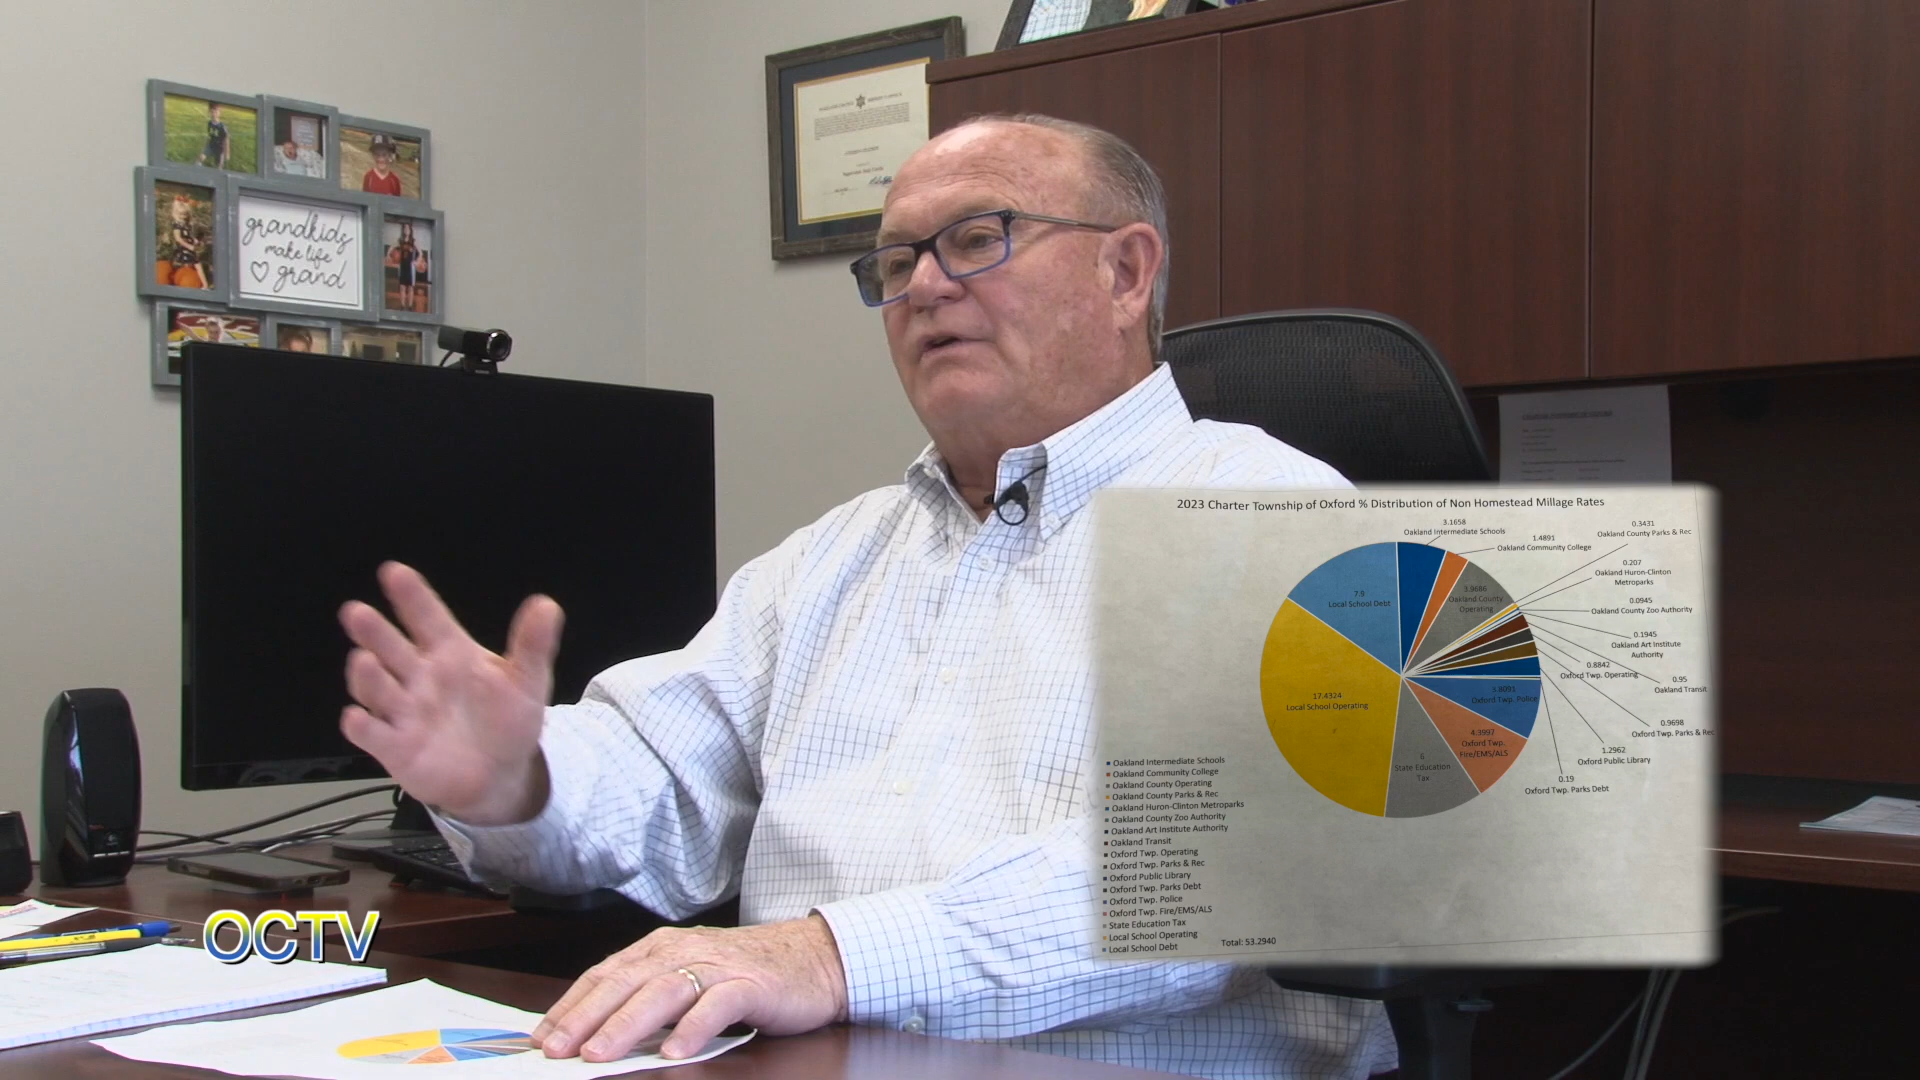 grandkids
make life
grand
OCTV
2023 Charter Township of Oxford % Distribution of Non Homestead Millage Rates
3.1658
Oakland Intermediate Schools
1.4891
Oakland Community College
0.3431
Oakland County Parks & Rec
3.9686
Oakland County
Operating
0.207
Oakland Huron-Clinton
Metroparks
0.0945
Oakland County Zoo Authority
0.1945
Oakland Art Institute
Authority
0.8842
Oxford Twp. Operating
0.95
Oakland Transit
0.9698
Oxford Twp. Parks & Rec
1.2962
Oxford Public Library
0.19
Oxford Twp. Parks Debt
Oxford Twp. Police
4.3997
Oxford Twp.
Fire/EMS/ALS
6
State Education
Tax
17.4324
Local School Operating
7.9
Local School Debt
Oakland Intermediate Schools
Oakland Community College
Oakland County Operating
Oakland County Parks & Rec
Oakland Huron-Clinton Metroparks
Oakland County Zoo Authority
Oakland Art Institute Authority
Oakland Transit
Oxford Twp. Operating
Oxford Twp. Parks & Rec
Oxford Public Library
Oxford Twp. Parks Debt
Oxford Twp. Police
Oxford Twp. Fire/EMS/ALS
State Education Tax
Local School Operating
Local School Debt
Total: 53.2940